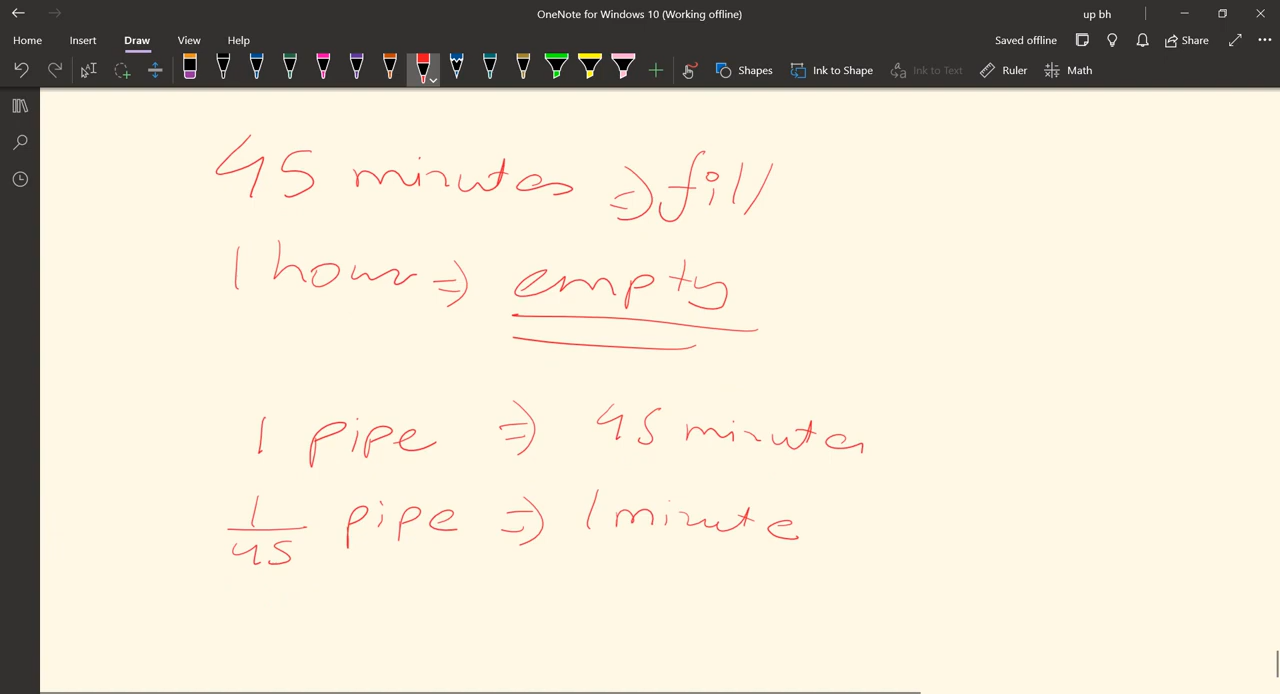 OneNote for Windows 10 (Working offline)
up bh
Home Insert Draw View Help
Saved offline
Share
Shapes
Ink to Shape
Ink to Text
Ruler
Math
45 minutes => fill
1 hour => empty
1 pipe => 45 minutes
1/45 pipe => 1 minute